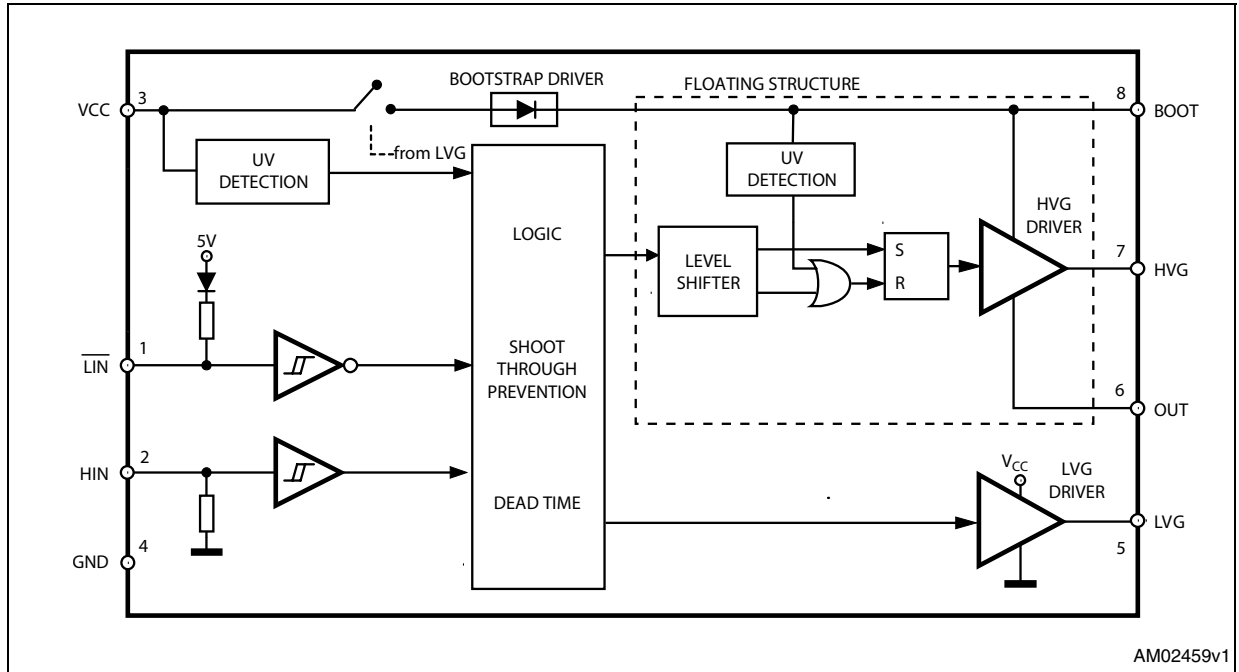 BOOTSTRAP DRIVER
FLOATING STRUCTURE
VCC
3
8
BOOT
from LVG
UV
DETECTION
UV
DETECTION
HVG
DRIVER
5V
LOGIC
LEVEL
SHIFTER
S
R
7
HVG
1
LIN
SHOOT
THROUGH
PREVENTION
6
OUT
2
HIN
VCC
LVG
DRIVER
DEAD TIME
LVG
5
4
GND
AM02459v1